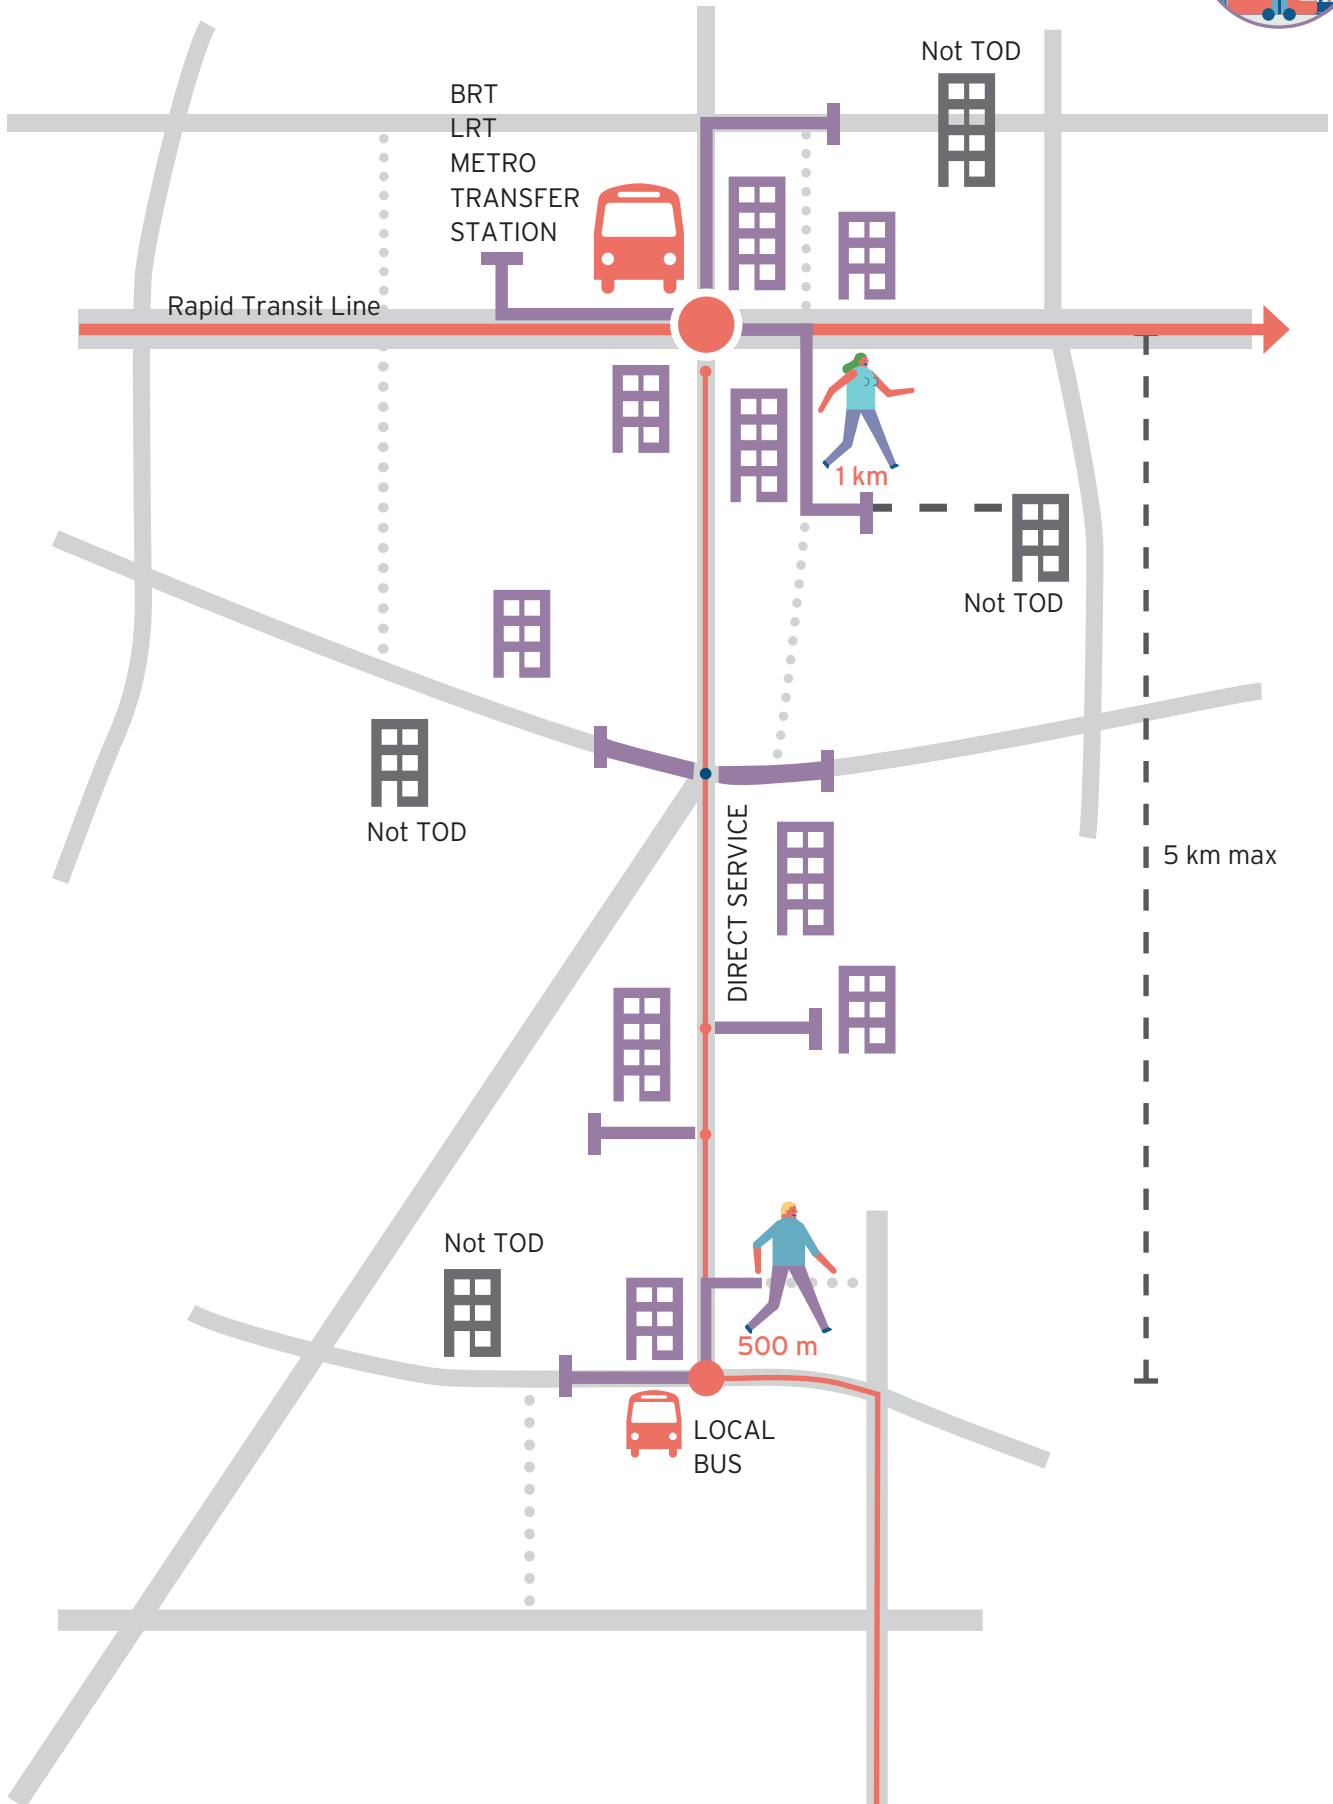 Not TOD
BRT
LRT
METRO
TRANSFER
STATION
Rapid Transit Line
1 km
Not TOD
Not TOD
DIRECT SERVICE
5 km max
Not TOD
500 m
LOCAL
BUS